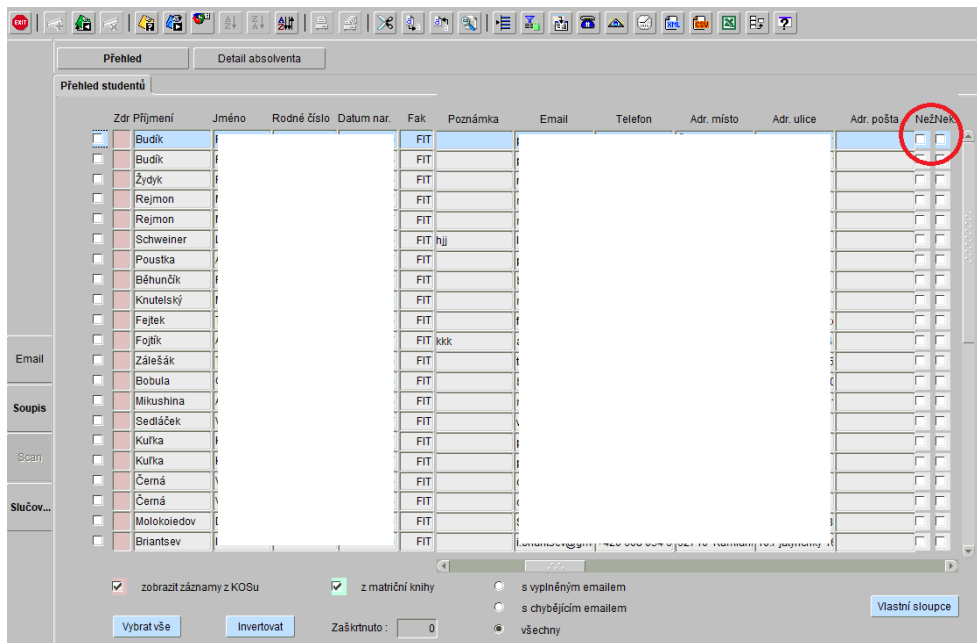 EXIT
XML
CSV
Přehled Detail absolventa
Přehled studentů
Zdr Příjmení Jméno Rodné číslo Datum nar. Fak Poznámka Email Telefon Adr. místo Adr. ulice Adr. pošta Než Nek
Budík FIT
Budík FIT
Žydyk FIT
Rejmon FIT
Rejmon FIT
Schweiner FIT hjj
Poustka FIT
Běhunčík FIT
Knutelský FIT
Fejtek FIT
Fojtík FIT kkk
Zálešák FIT
Bobula FIT
Mikushina FIT
Sedláček FIT
Kuřka FIT
Kuřka FIT
Černá FIT
Černá FIT
Molokoiedov FIT
Briantsev FIT
Email
Soupis
Scan
Slučov...
zobrazit záznamy z KOSu z matriční knihy
s vyplněným emailem
s chybějícím emailem
všechny
Vybrat vše Invertovat Zaškrtnuto : 0
Vlastní sloupce